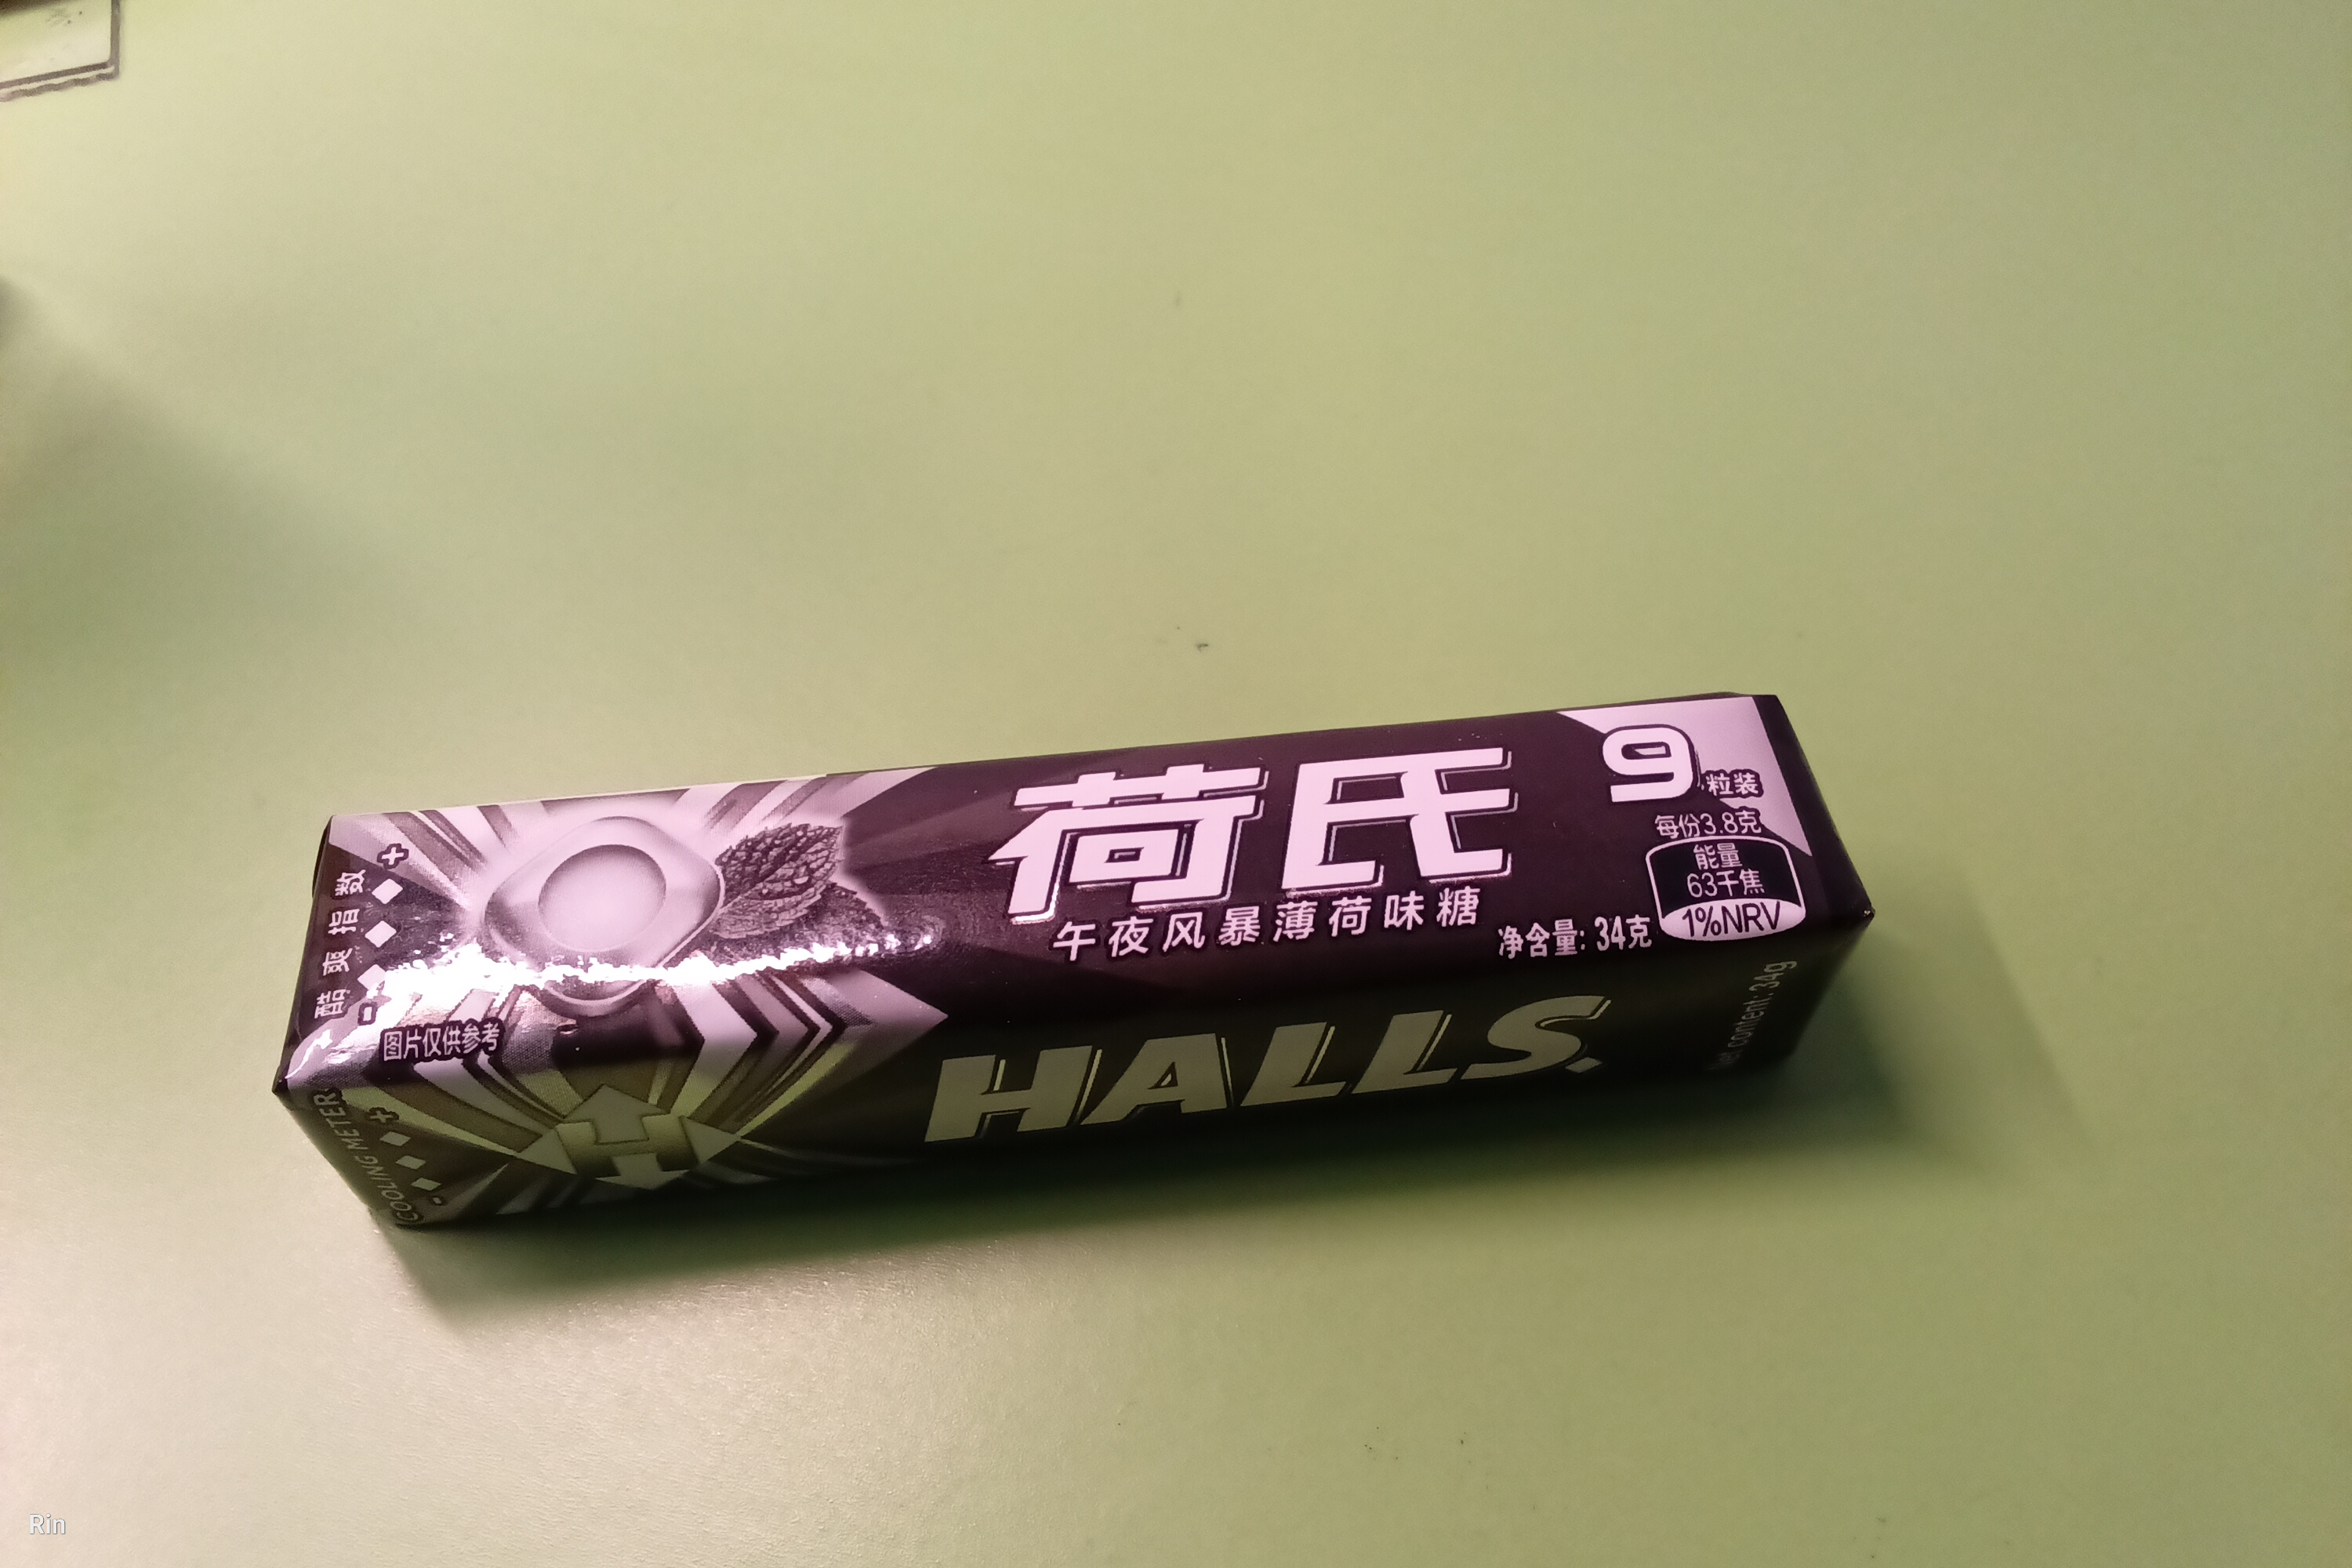 荷氏
9粒装
每份3.8克
能量
63千焦
1%NRV
午夜风暴薄荷味糖
净含量: 34克
酷爽指数
+
-
图片仅供参考
HALLS
Net content: 34g
COOLING METER
+
-
H
Rin